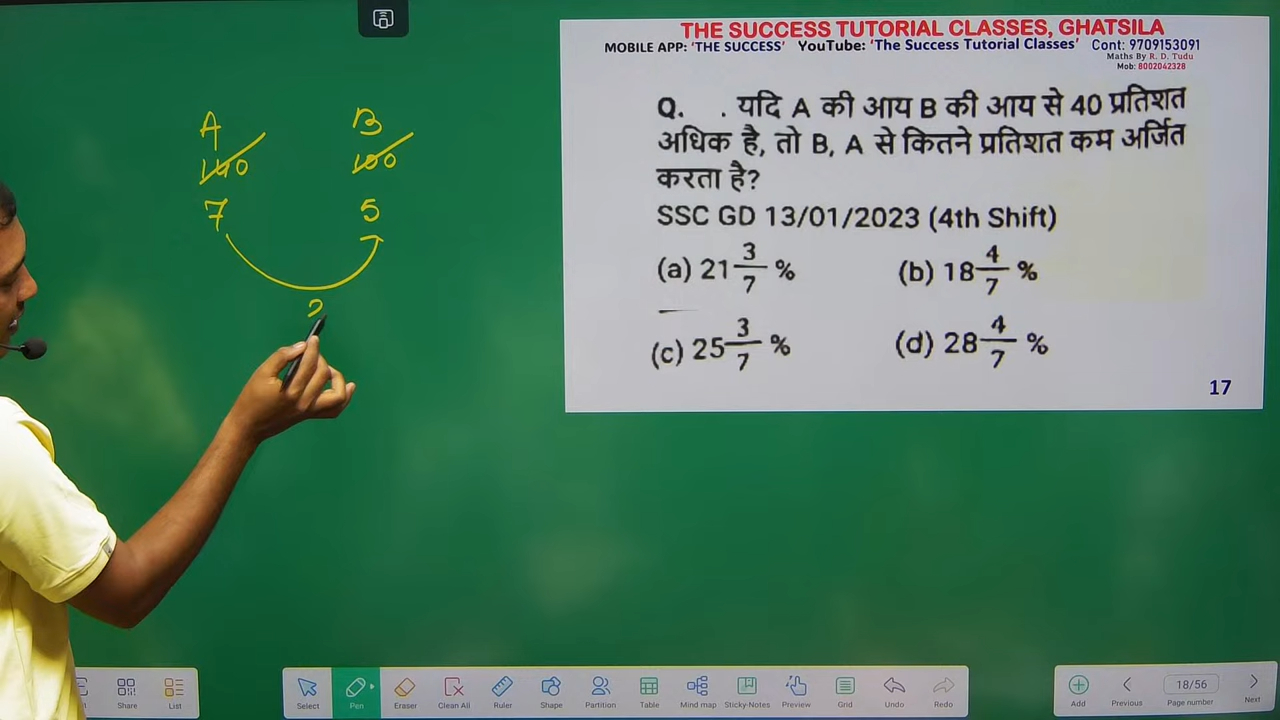 THE SUCCESS TUTORIAL CLASSES, GHATSILA
MOBILE APP: 'THE SUCCESS' YouTube: 'The Success Tutorial Classes' Cont: 9709153091
Maths By R. D. Tudu
Mob: 8002042328
Q. . यदि A की आय B की आय से 40 प्रतिशत
अधिक है, तो B, A से कितने प्रतिशत कम अर्जित
करता है?
SSC GD 13/01/2023 (4th Shift)
(a) 21 3/7 % (b) 18 4/7 %
(c) 25 3/7 % (d) 28 4/7 %
17
A B
140 100
7 5
2
Share List Select Pen Eraser Clean All Ruler Shape Partition Table Mind map Sticky-Notes Preview Grid Undo Redo Add Previous 18/56 Page number Next